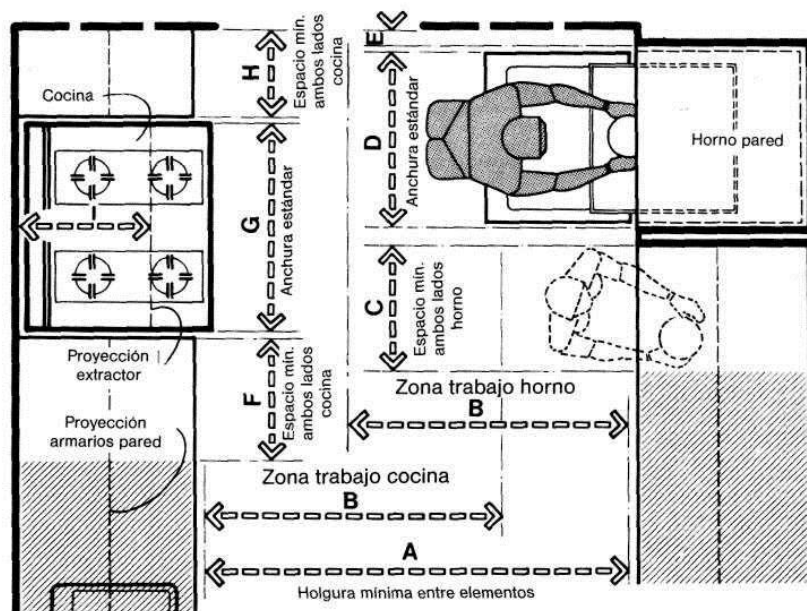 E
H
Espacio mín.
ambos lados
cocina
Cocina
D
Anchura estándar
Horno pared
G
Anchura estándar
I
C
Espacio mín.
ambos lados
horno
Proyección
extractor
F
Espacio mín.
ambos lados
cocina
Zona trabajo horno
B
Proyección
armarios pared
Zona trabajo cocina
B
A
Holgura mínima entre elementos